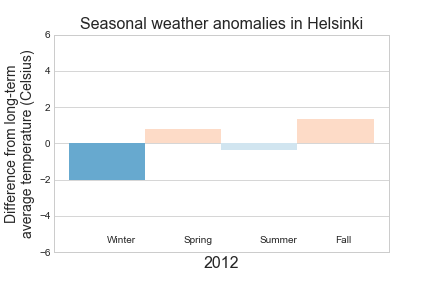 Seasonal weather anomalies in Helsinki
Difference from long-term
average temperature (Celsius)
6
4
2
0
−2
−4
−6
Winter Spring Summer Fall
2012